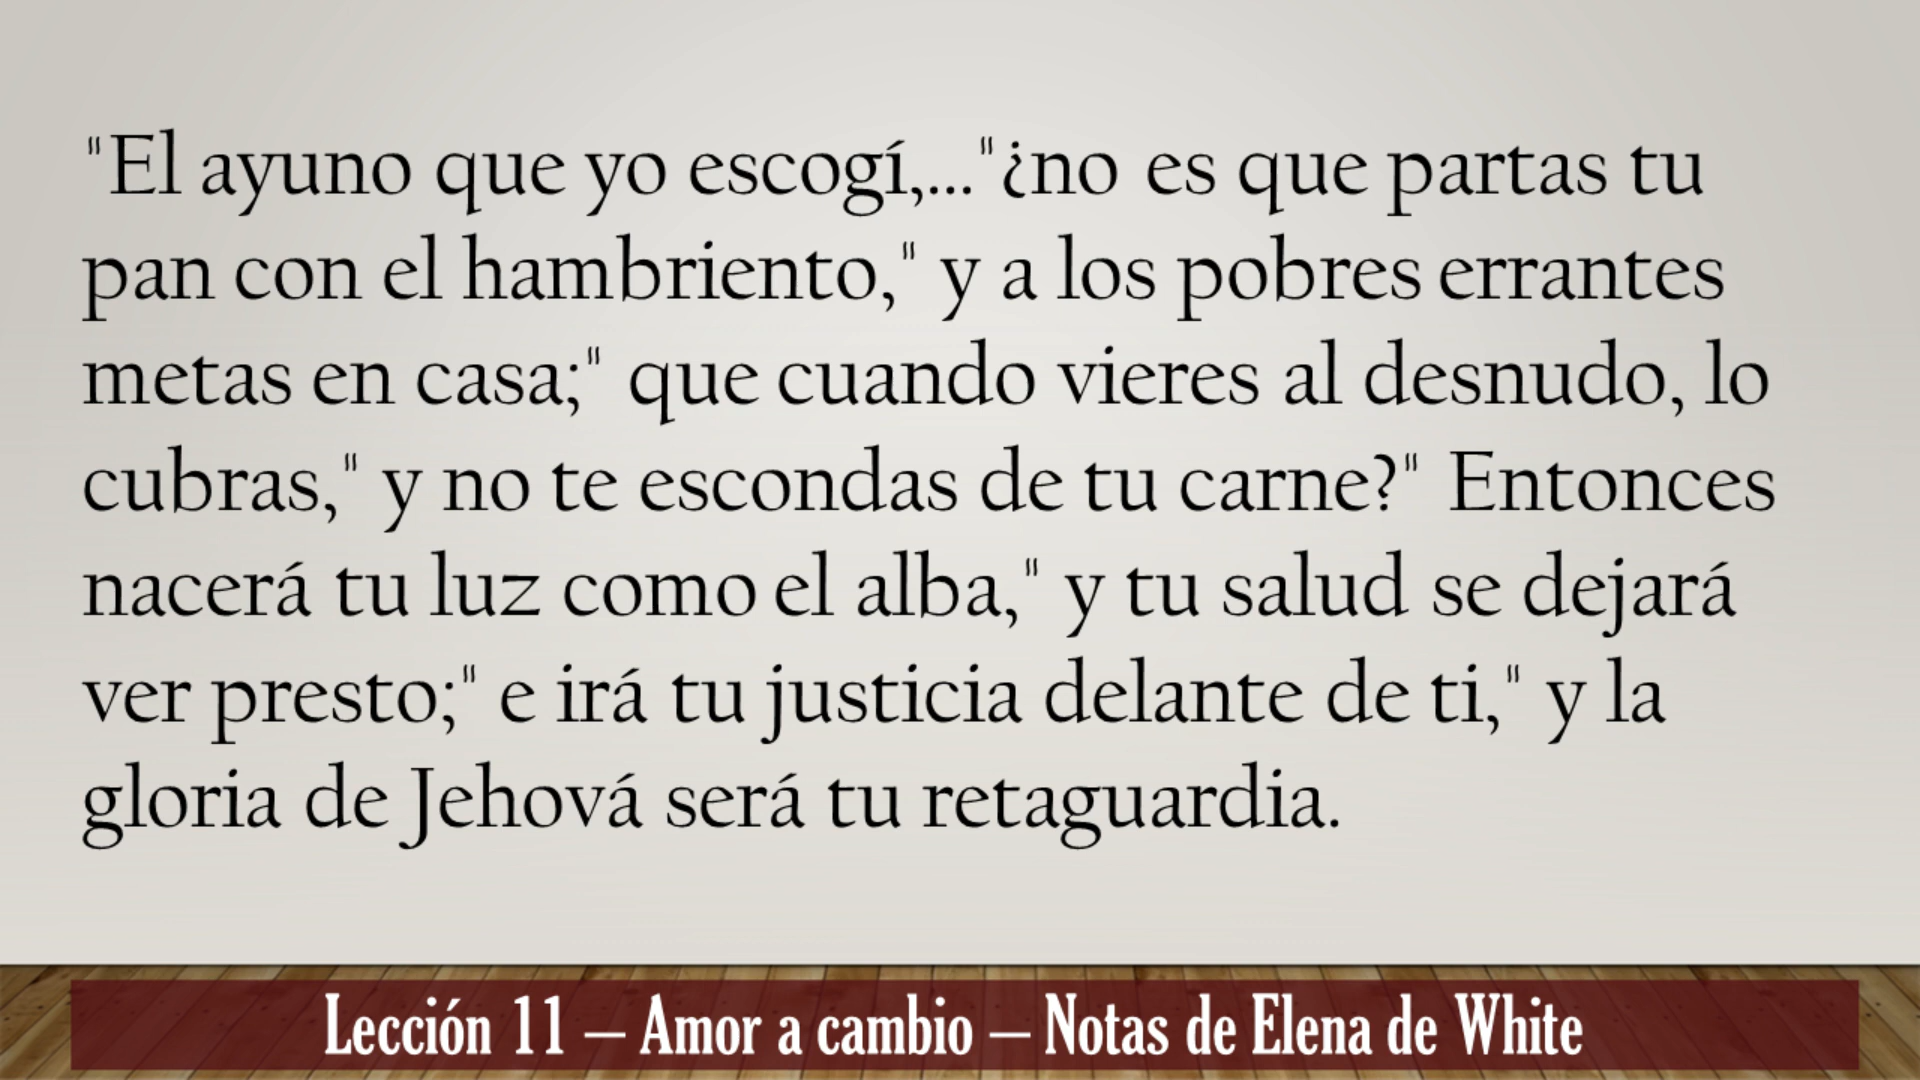 "El ayuno que yo escogí,..."¿no es que partas tu
pan con el hambriento," y a los pobres errantes
metas en casa;" que cuando vieres al desnudo, lo
cubras," y no te escondas de tu carne?" Entonces
nacerá tu luz como el alba," y tu salud se dejará
ver presto;" e irá tu justicia delante de ti," y la
gloria de Jehová será tu retaguardia.
Lección 11 – Amor a cambio – Notas de Elena de White